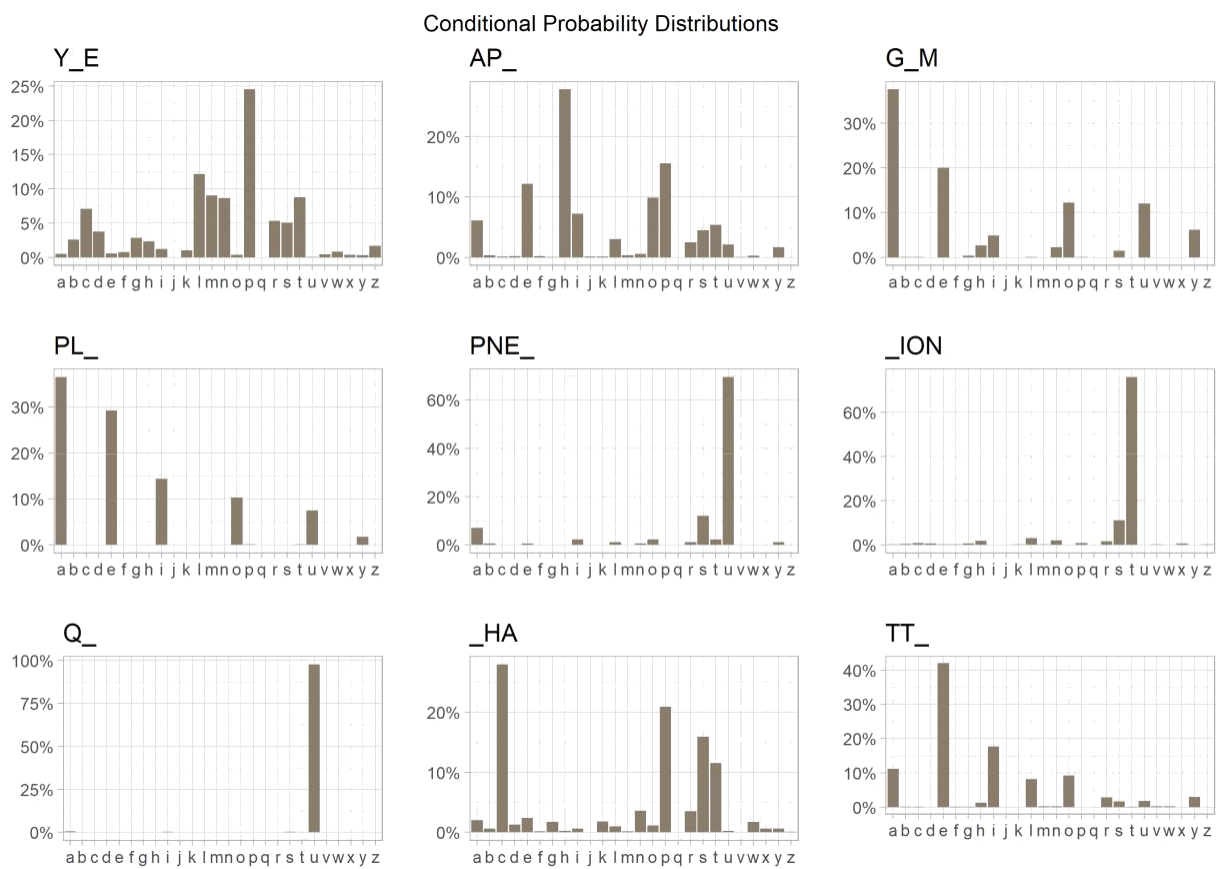 Conditional Probability Distributions
Y_E
25%
20%
15%
10%
5%
0%
a b c d e f g h i j k l m n o p q r s t u v w x y z
AP_
20%
10%
0%
a b c d e f g h i j k l m n o p q r s t u v w x y z
G_M
30%
20%
10%
0%
a b c d e f g h i j k l m n o p q r s t u v w x y z
PL_
30%
20%
10%
0%
a b c d e f g h i j k l m n o p q r s t u v w x y z
PNE_
60%
40%
20%
0%
a b c d e f g h i j k l m n o p q r s t u v w x y z
_ION
60%
40%
20%
0%
a b c d e f g h i j k l m n o p q r s t u v w x y z
Q_
100%
75%
50%
25%
0%
a b c d e f g h i j k l m n o p q r s t u v w x y z
_HA
20%
10%
0%
a b c d e f g h i j k l m n o p q r s t u v w x y z
TT_
40%
30%
20%
10%
0%
a b c d e f g h i j k l m n o p q r s t u v w x y z